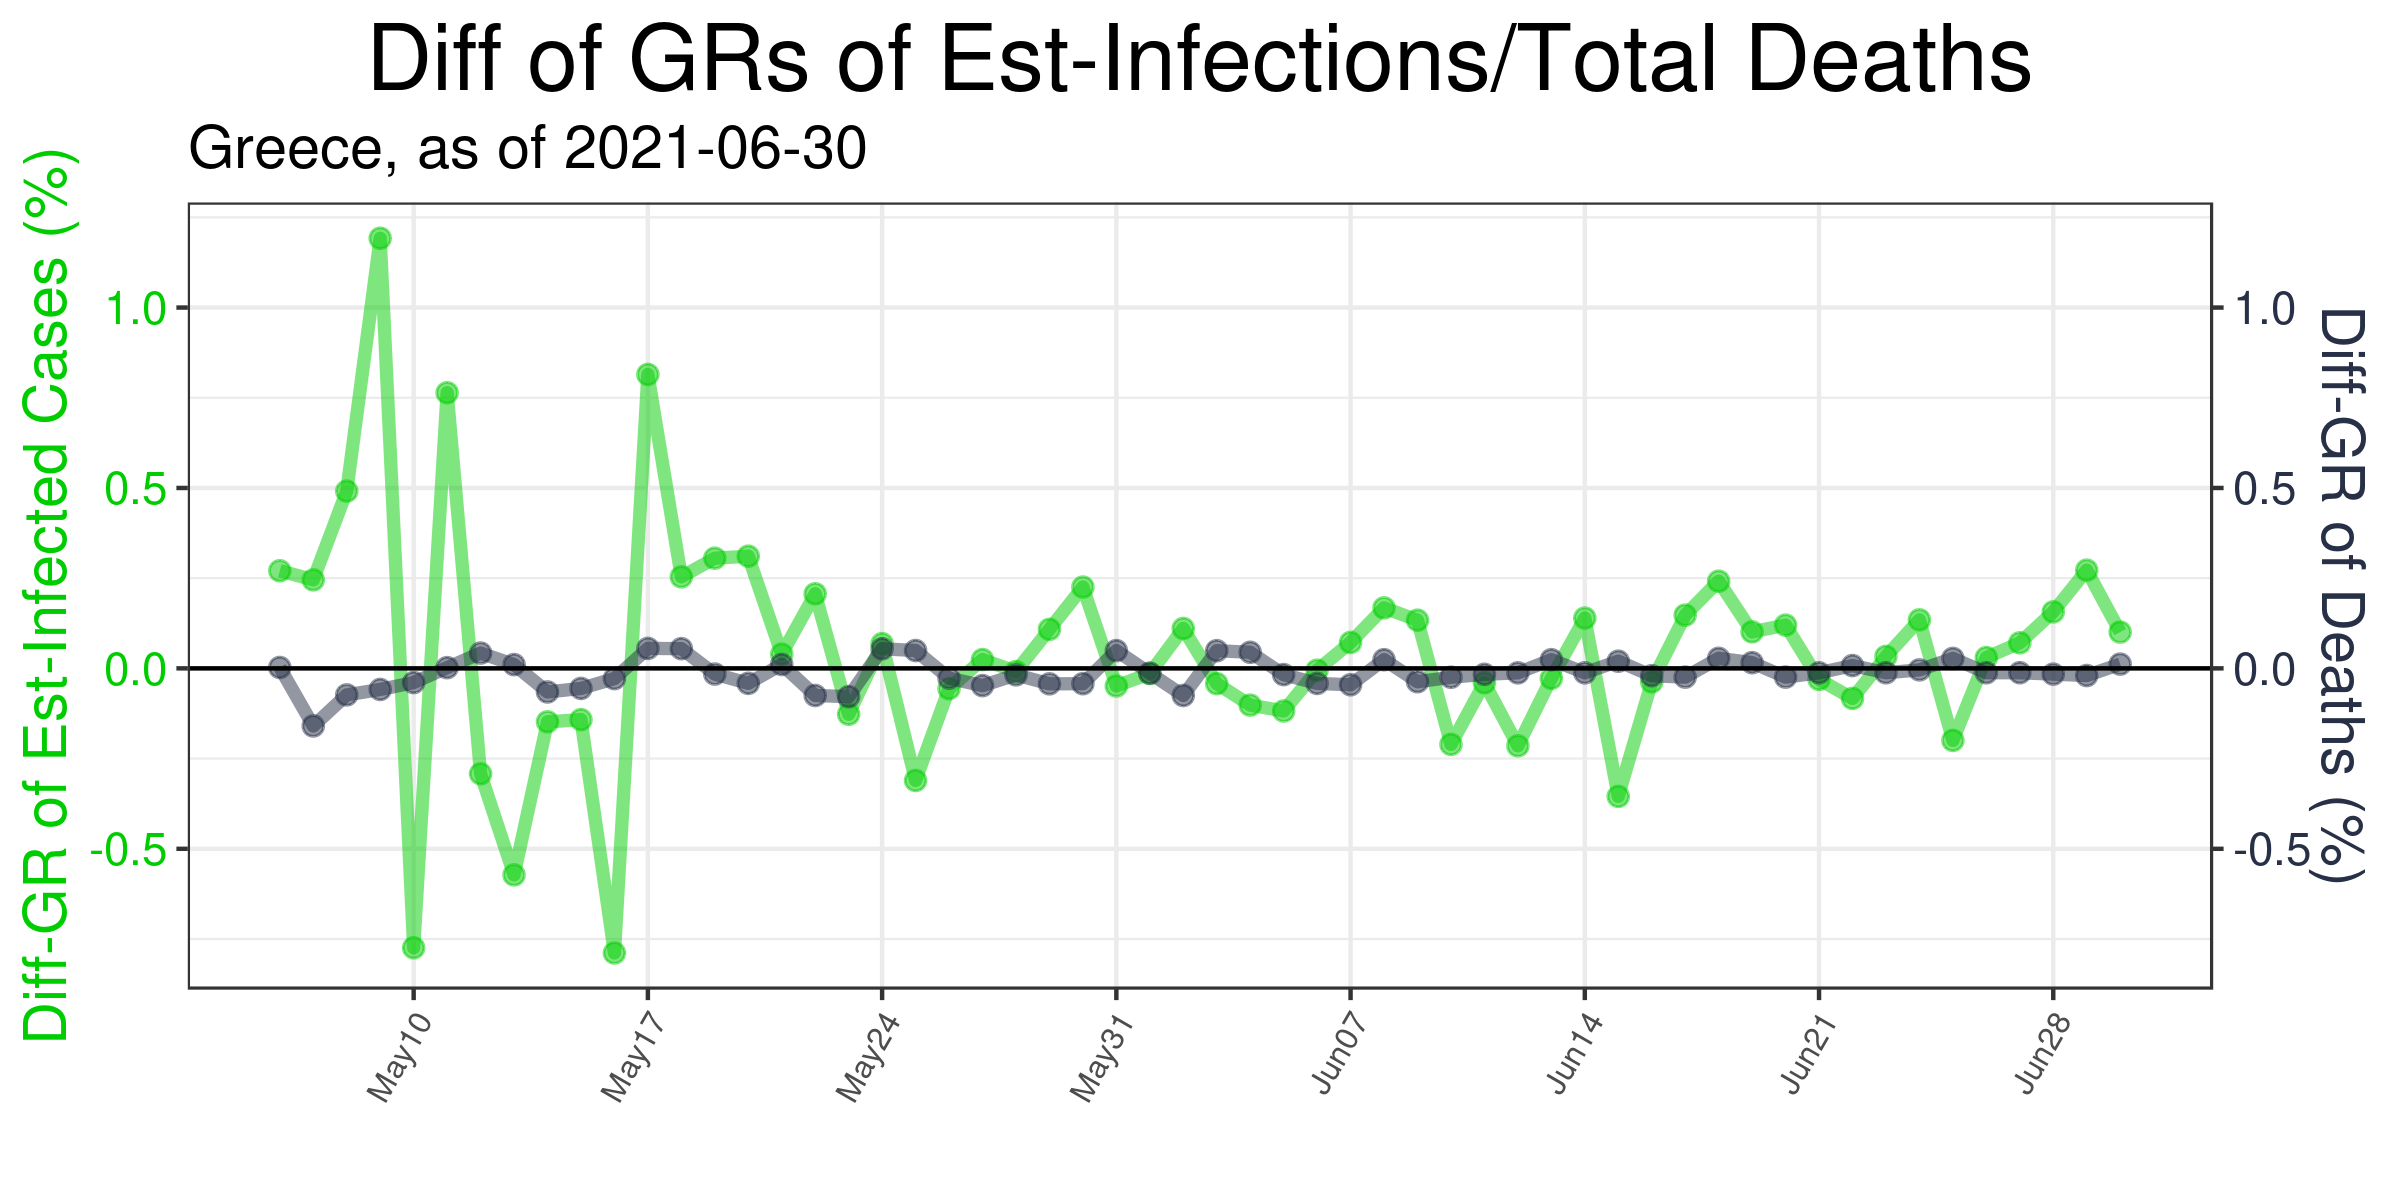 Diff of GRs of Est-Infections/Total Deaths
Greece, as of 2021-06-30
Diff-GR of Est-Infected Cases (%)
1.0
0.5
0.0
-0.5
1.0
0.5
0.0
-0.5
Diff-GR of Deaths (%)
May10
May17
May24
May31
Jun07
Jun14
Jun21
Jun28